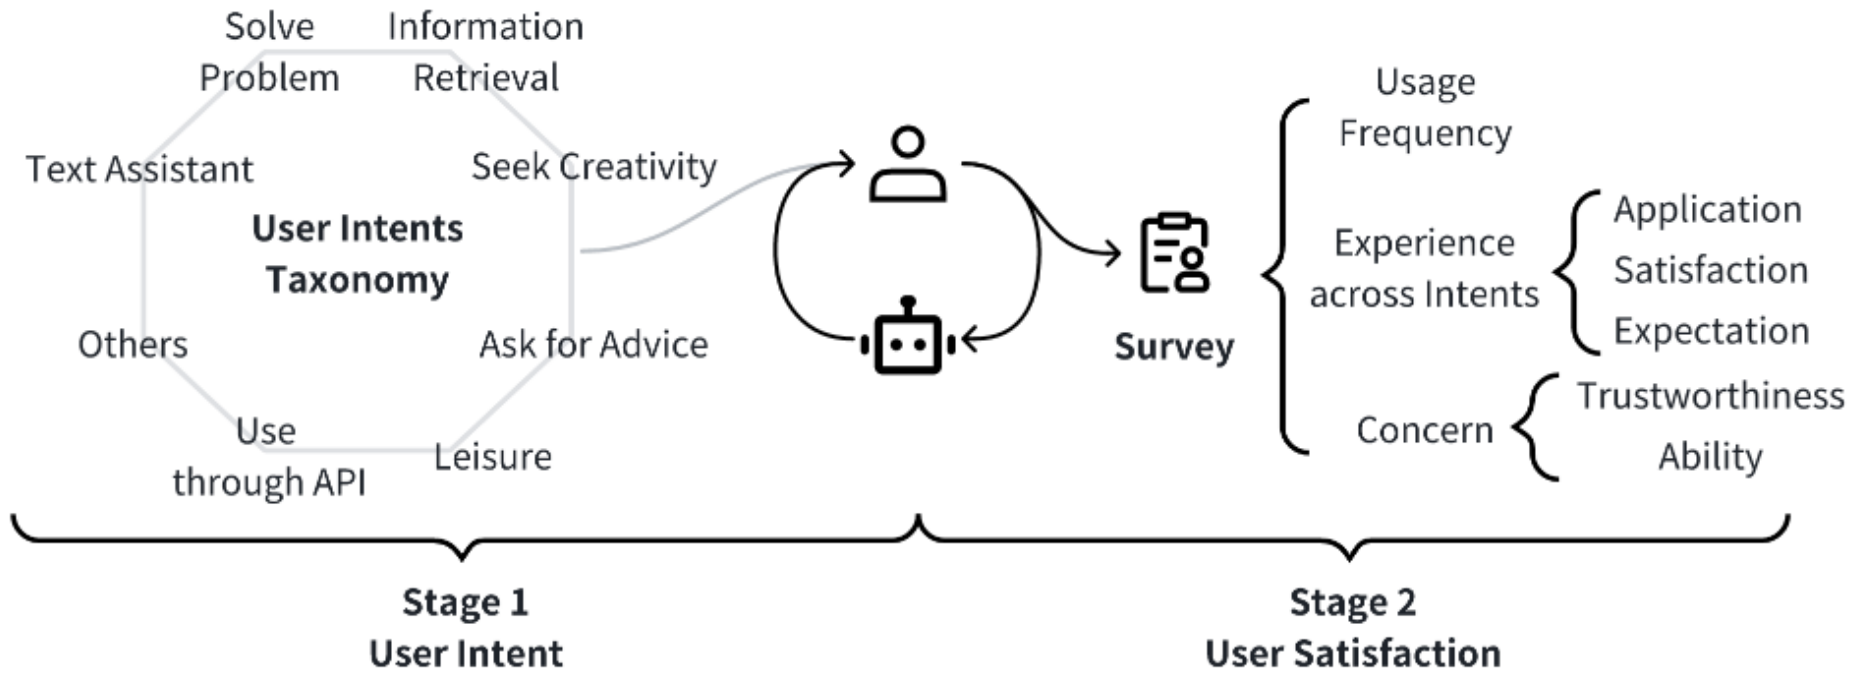 Solve
Problem
Information
Retrieval
Text Assistant
Seek Creativity
User Intents
Taxonomy
Others
Ask for Advice
Use
through API
Leisure
Survey
Usage
Frequency
Experience
across Intents
Application
Satisfaction
Expectation
Concern
Trustworthiness
Ability
Stage 1
User Intent
Stage 2
User Satisfaction